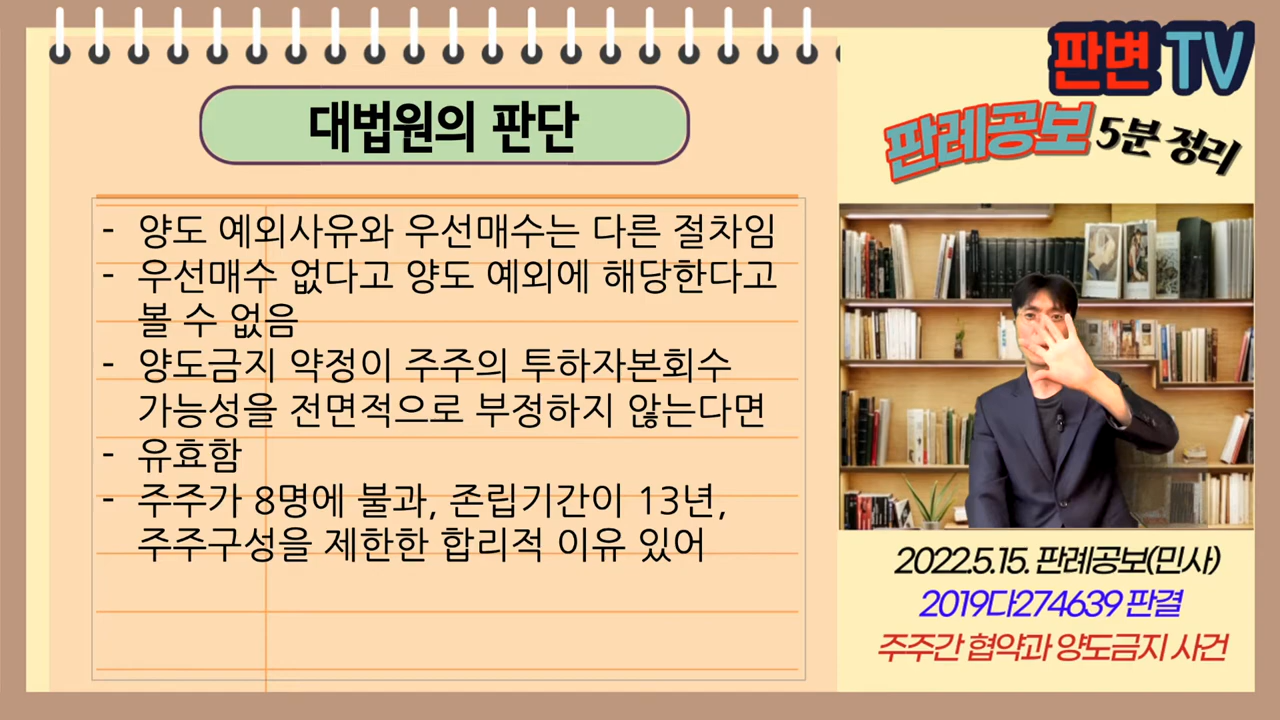 판변 TV
판례공보 5분 정리
대법원의 판단
- 양도 예외사유와 우선매수는 다른 절차임
- 우선매수 없다고 양도 예외에 해당한다고
볼 수 없음
- 양도금지 약정이 주주의 투하자본회수
가능성을 전면적으로 부정하지 않는다면
- 유효함
- 주주가 8명에 불과, 존립기간이 13년,
주주구성을 제한한 합리적 이유 있어
2022.5.15. 판례공보(민사)
2019다274639 판결
주주간 협약과 양도금지 사건